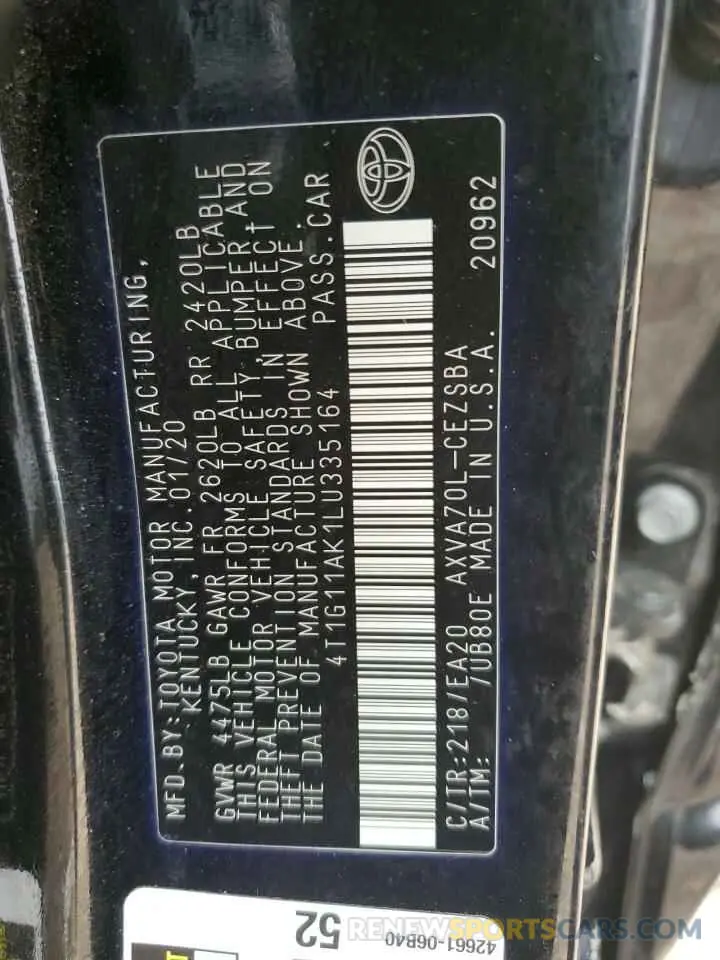 MFD. BY: TOYOTA MOTOR MANUFACTURING,
KENTUCKY, INC. 01/20
GVWR 4475LB GAWR FR 2620LB RR 2420LB
THIS VEHICLE CONFORMS TO ALL APPLICABLE
FEDERAL MOTOR VEHICLE SAFETY, BUMPER, AND
THEFT PREVENTION STANDARDS IN EFFECT ON
THE DATE OF MANUFACTURE SHOWN ABOVE.
4T1G11AK1LU335164 PASS. CAR
C/TR: 218/EA20 AXVA70L-CEZSBA
A/TM: /UB80E MADE IN U.S.A. 20962
52
42661-06B40
RENEWSPORTSCARS.COM